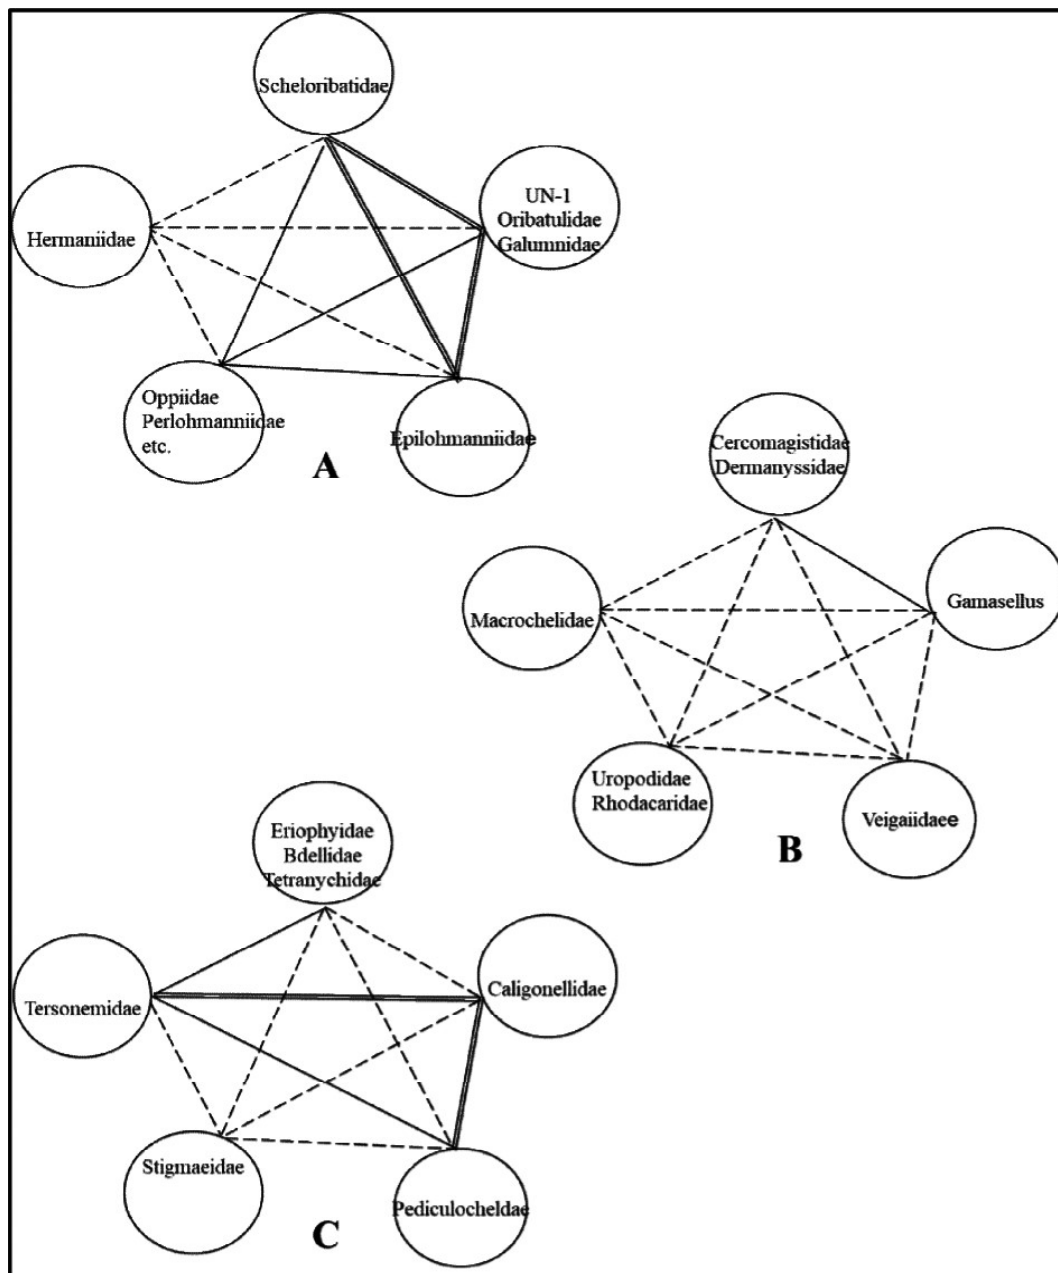 Scheloribatidae
UN-1
Oribatulidae
Galumnidae
Hermaniidae
Oppiidae
Perlohmanniidae
etc.
Epilohmanniidae
A
Cercomagistidae
Dermanyssidae
Gamasellus
Macrochelidae
Uropodidae
Rhodacaridae
Veigaiidaee
B
Eriophyidae
Bdellidae
Tetranychidae
Caligonellidae
Tersonemidae
Stigmaeidae
Pediculocheldae
C